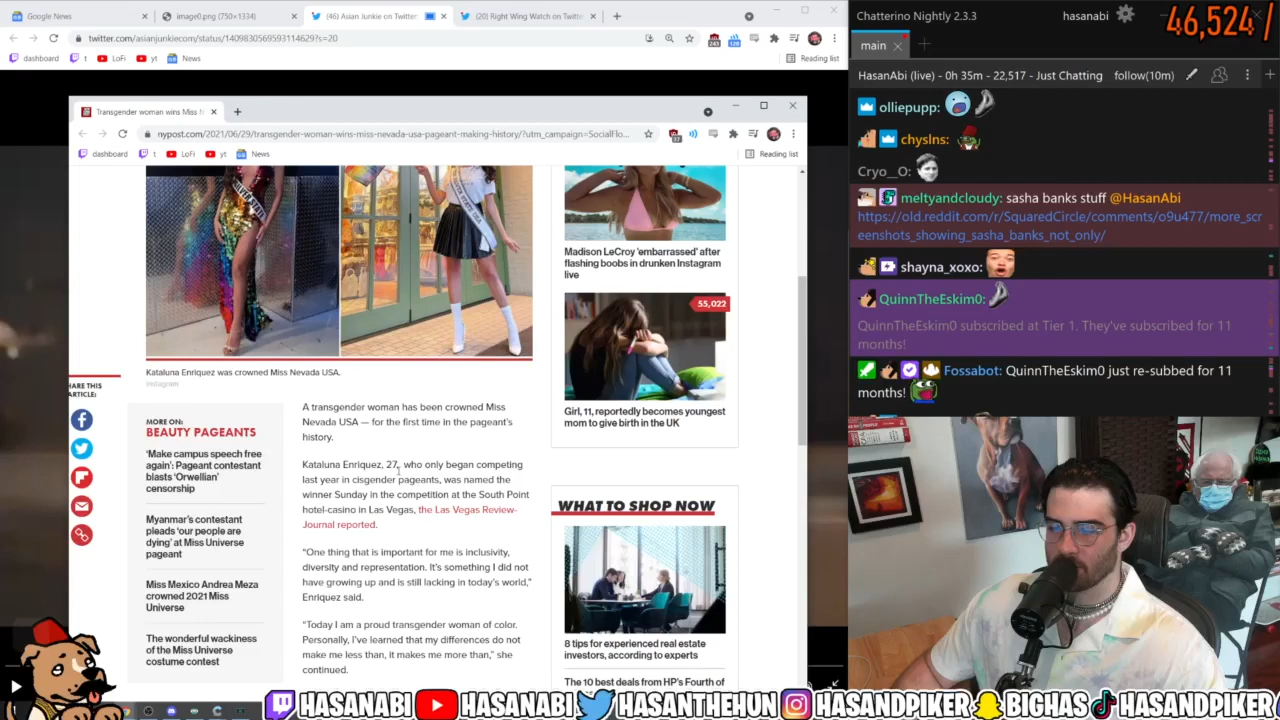 Google News
image0.png (750×1334)
(46) Asian Junkie on Twitter
(20) Right Wing Watch on Twitte
twitter.com/asianjunkiecom/status/1409830569593114629?s=20
dashboard
t
LoFi
yt
News
Reading list
Transgender woman wins Miss N
nypost.com/2021/06/29/transgender-woman-wins-miss-nevada-usa-pageant-making-history/?utm_campaign=SocialFlo...
dashboard
t
LoFi
yt
News
Reading list
Kataluna Enriquez was crowned Miss Nevada USA.
Instagram
HARE THIS
ARTICLE:
MORE ON:
BEAUTY PAGEANTS
'Make campus speech free
again': Pageant contestant
blasts 'Orwellian'
censorship
Myanmar's contestant
pleads 'our people are
dying' at Miss Universe
pageant
Miss Mexico Andrea Meza
crowned 2021 Miss
Universe
The wonderful wackiness
of the Miss Universe
costume contest
A transgender woman has been crowned Miss
Nevada USA — for the first time in the pageant's
history.
Kataluna Enriquez, 27, who only began competing
last year in cisgender pageants, was named the
winner Sunday in the competition at the South Point
hotel-casino in Las Vegas, the Las Vegas Review-
Journal reported.
"One thing that is important for me is inclusivity,
diversity and representation. It's something I did not
have growing up and is still lacking in today's world,"
Enriquez said.
"Today I am a proud transgender woman of color.
Personally, I've learned that my differences do not
make me less than, it makes me more than," she
continued.
Madison LeCroy 'embarrassed' after
flashing boobs in drunken Instagram
live
55,022
Girl, 11, reportedly becomes youngest
mom to give birth in the UK
WHAT TO SHOP NOW
8 tips for experienced real estate
investors, according to experts
The 10 best deals from HP's Fourth of
Chatterino Nightly 2.3.3
hasanabi
46,524 /
main
HasanAbi (live) - 0h 35m - 22,517 - Just Chatting
follow(10m)
olliepupp:
chyslns:
Cryo__O:
meltyandcloudy: sasha banks stuff @HasanAbi
https://old.reddit.com/r/SquaredCircle/comments/o9u477/more_scr
eenshots_showing_sasha_banks_not_only/
shayna_xoxo:
QuinnTheEskim0:
QuinnTheEskim0 subscribed at Tier 1. They've subscribed for 11
months!
Fossabot: QuinnTheEskim0 just re-subbed for 11
months!
HASANABI
HASANABI
HASANTHEHUN
HASANDPIKER
BIGHAS
HASANDPIKER